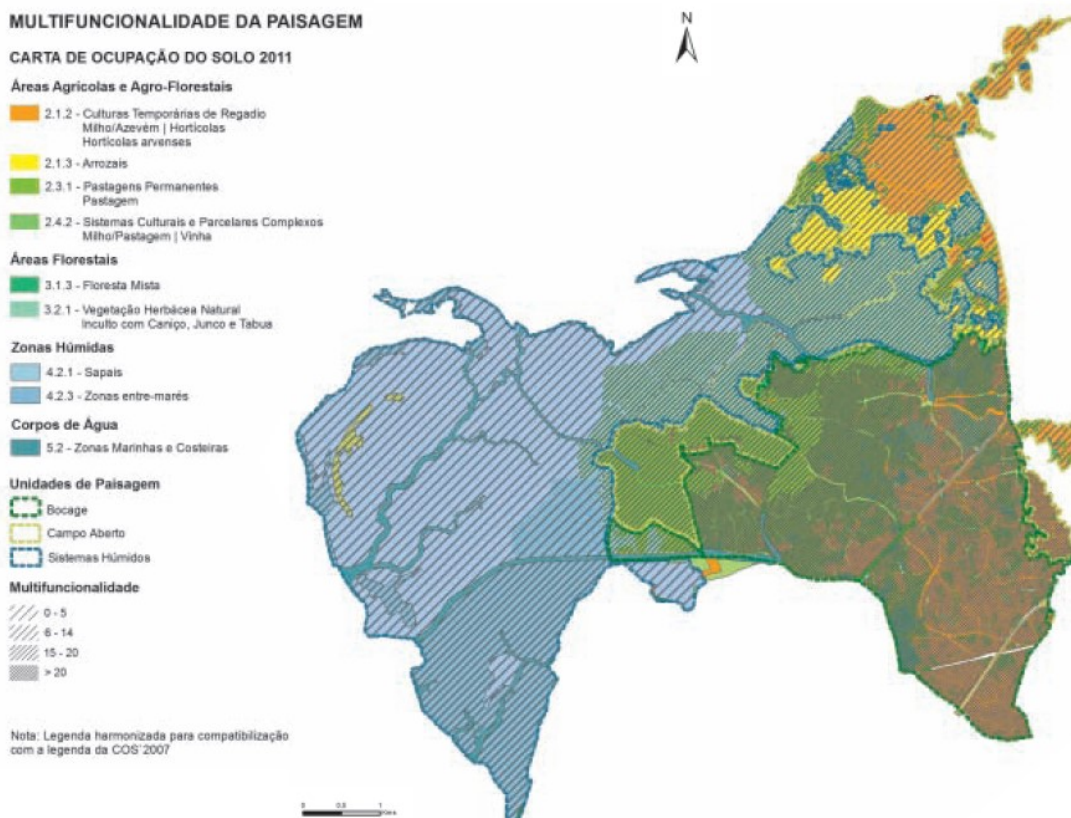 MULTIFUNCIONALIDADE DA PAISAGEM
CARTA DE OCUPAÇÃO DO SOLO 2011
Áreas Agrícolas e Agro-Florestais
2.1.2 - Culturas Temporárias de Regadio
Milho/Azevém | Hortícolas
Hortícolas arvenses
2.1.3 - Arrozais
2.3.1 - Pastagens Permanentes
Pastagem
2.4.2 - Sistemas Culturais e Parcelares Complexos
Milho/Pastagem | Vinha
Áreas Florestais
3.1.3 - Floresta Mista
3.2.1 - Vegetação Herbácea Natural
Inculto com Caniço, Junco e Tabua
Zonas Húmidas
4.2.1 - Sapais
4.2.3 - Zonas entre-marés
Corpos de Água
5.2 - Zonas Marinhas e Costeiras
Unidades de Paisagem
Bocage
Campo Aberto
Sistemas Húmidos
Multifuncionalidade
0 - 5
6 - 14
15 - 20
> 20
Nota: Legenda harmonizada para compatibilização
com a legenda da COS'2007
N
0 0.5 1